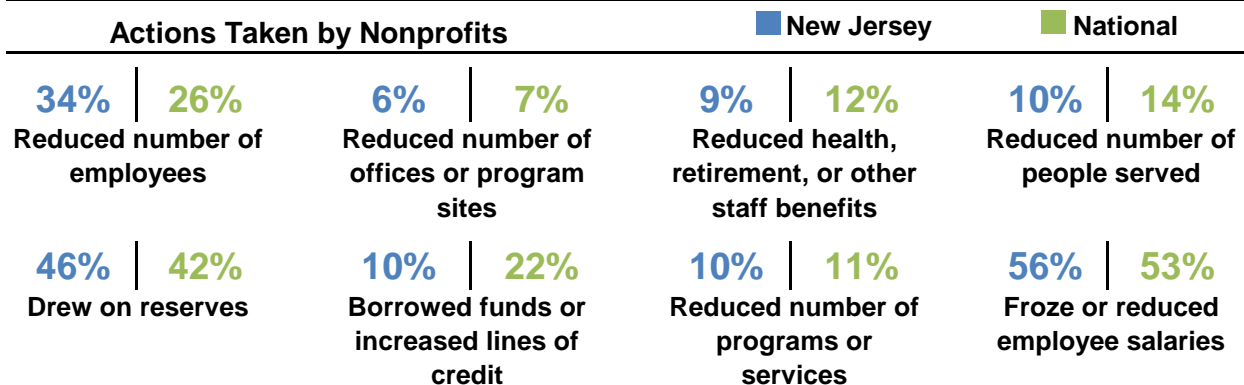 Actions Taken by Nonprofits
New Jersey
National
34% 26%
Reduced number of
employees
6% 7%
Reduced number of
offices or program
sites
9% 12%
Reduced health,
retirement, or other
staff benefits
10% 14%
Reduced number of
people served
46% 42%
Drew on reserves
10% 22%
Borrowed funds or
increased lines of
credit
10% 11%
Reduced number of
programs or
services
56% 53%
Froze or reduced
employee salaries